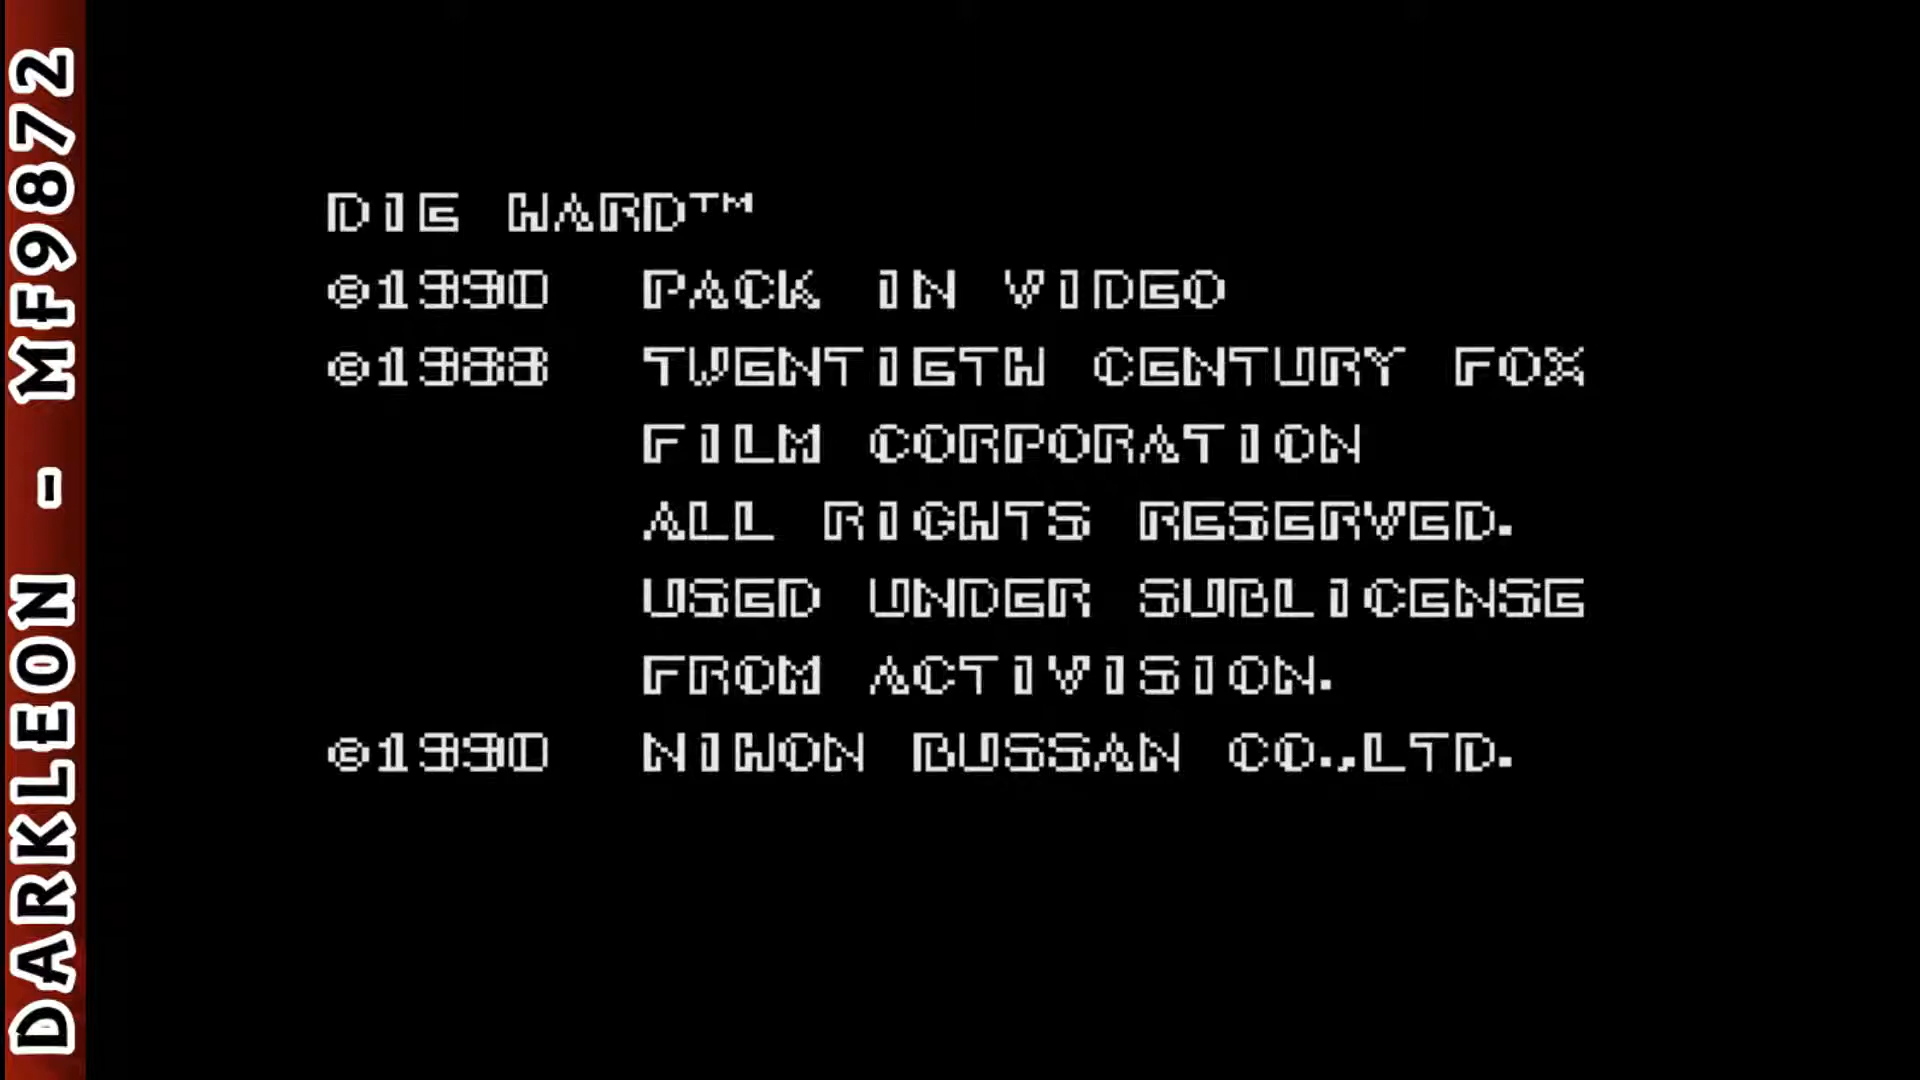 DARKLEON - MF9872
DIE HARD™
©1990 PACK IN VIDEO
©1988 TWENTIETH CENTURY FOX
FILM CORPORATION
ALL RIGHTS RESERVED.
USED UNDER SUBLICENSE
FROM ACTIVISION.
©1990 NIHON BUSSAN CO.,LTD.